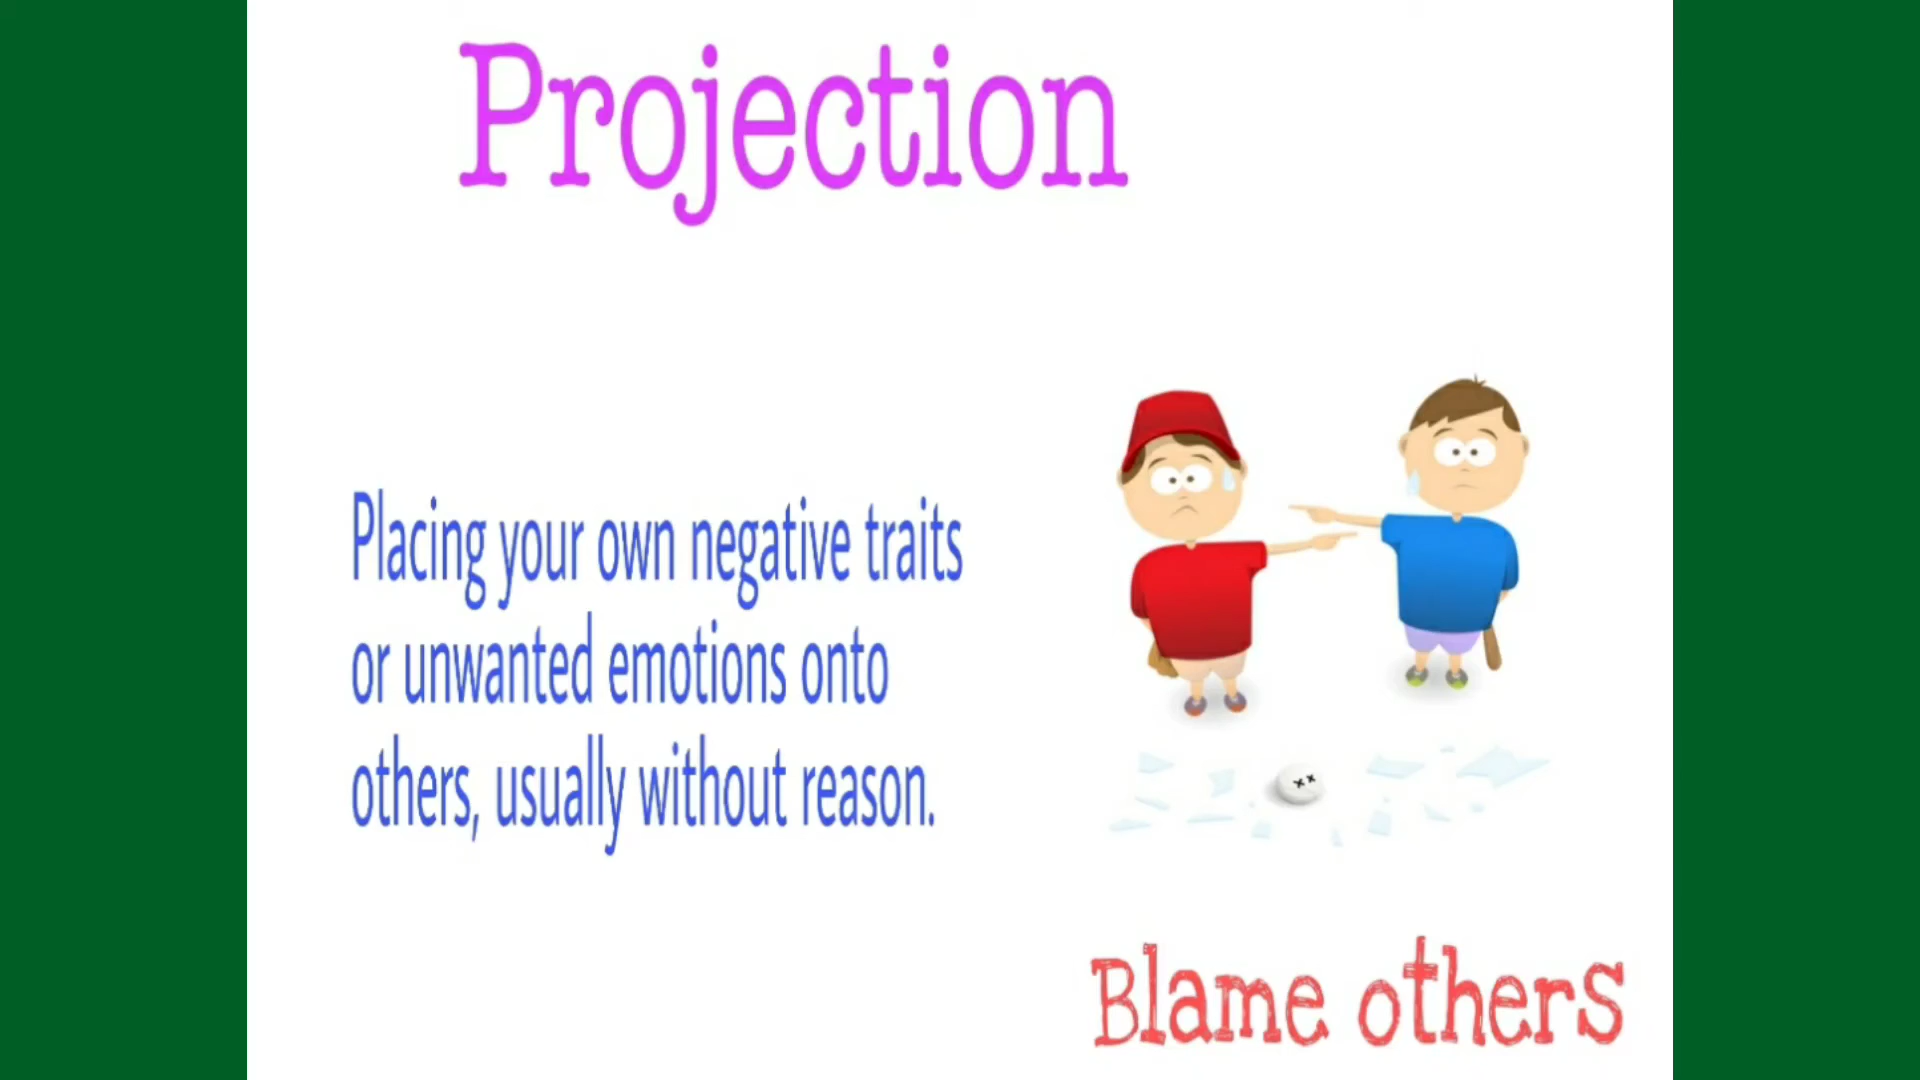 Projection
Placing your own negative traits
or unwanted emotions onto
others, usually without reason.
Blame others